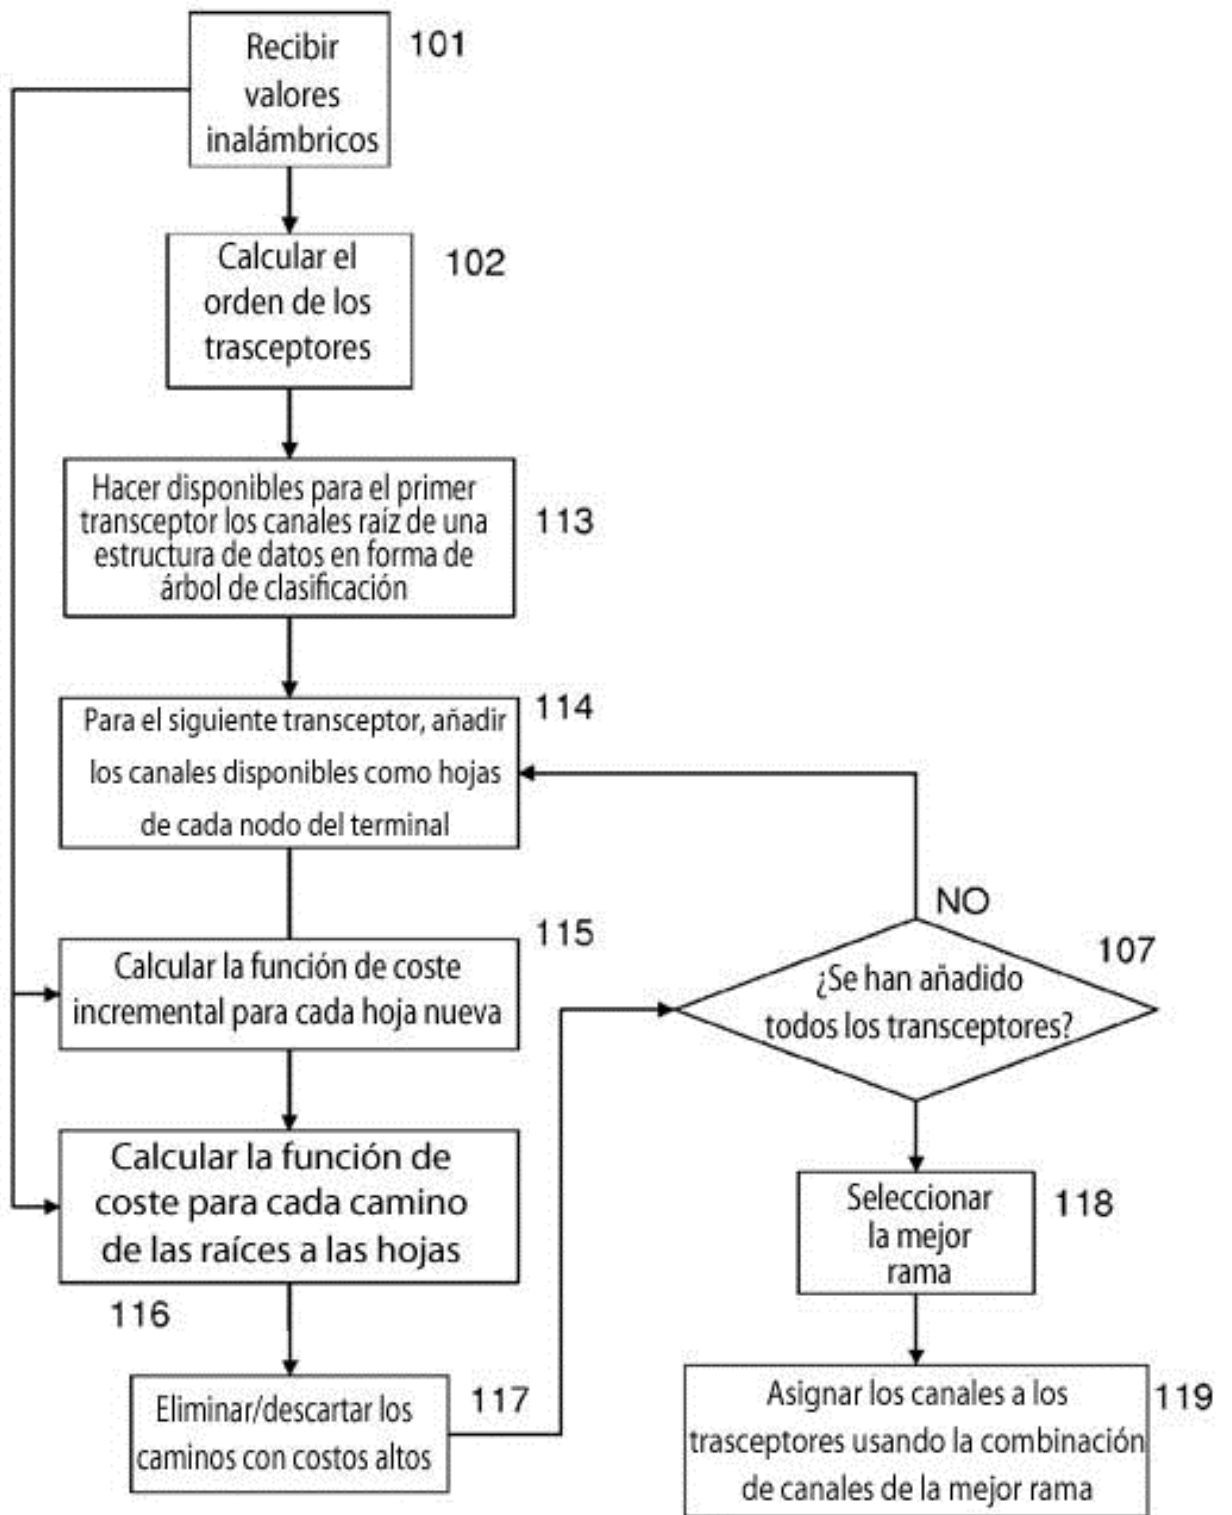 Recibir
valores
inalámbricos
101
Calcular el
orden de los
trasceptores
102
Hacer disponibles para el primer
transceptor los canales raíz de una
estructura de datos en forma de
árbol de clasificación
113
Para el siguiente transceptor, añadir
los canales disponibles como hojas
de cada nodo del terminal
114
Calcular la función de coste
incremental para cada hoja nueva
115
Calcular la función de
coste para cada camino
de las raíces a las hojas
116
Eliminar/descartar los
caminos con costos altos
117
NO
¿Se han añadido
todos los transceptores?
107
Seleccionar
la mejor
rama
118
Asignar los canales a los
trasceptores usando la combinación
de canales de la mejor rama
119